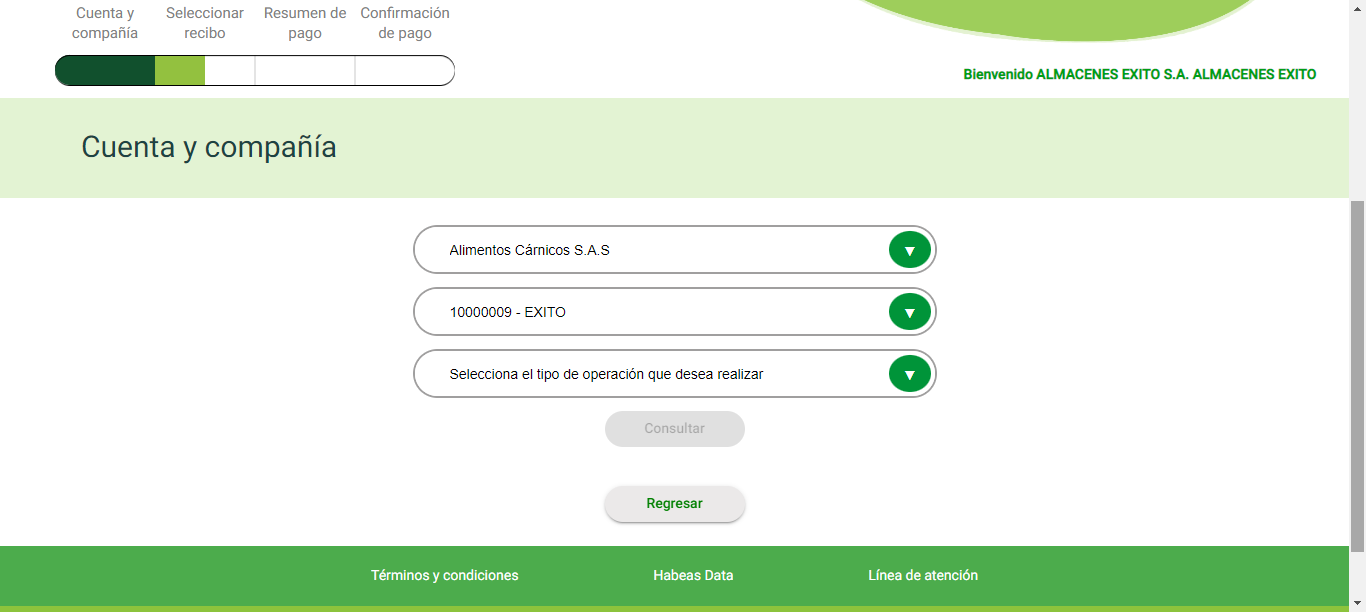 Cuenta y compañía
Seleccionar recibo
Resumen de pago
Confirmación de pago
Bienvenido ALMACENES EXITO S.A. ALMACENES EXITO
Cuenta y compañía
Alimentos Cárnicos S.A.S
▼
10000009 - EXITO
▼
Selecciona el tipo de operación que desea realizar
▼
Consultar
Regresar
Términos y condiciones
Habeas Data
Línea de atención